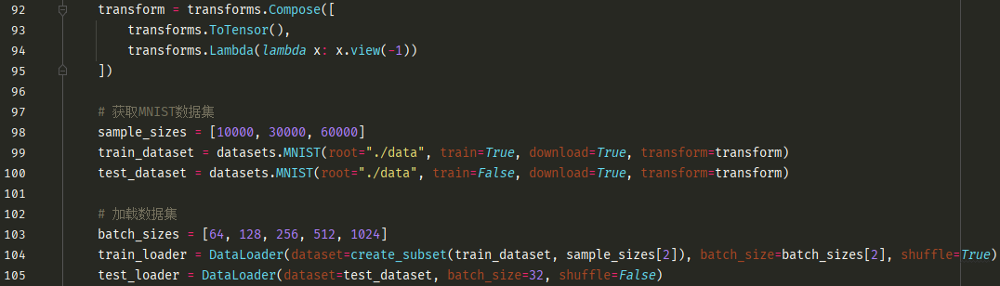 92 transform = transforms.Compose([
93 transforms.ToTensor(),
94 transforms.Lambda(lambda x: x.view(-1))
95 ])
96
97 # 获取MNIST数据集
98 sample_sizes = [10000, 30000, 60000]
99 train_dataset = datasets.MNIST(root="./data", train=True, download=True, transform=transform)
100 test_dataset = datasets.MNIST(root="./data", train=False, download=True, transform=transform)
101
102 # 加载数据集
103 batch_sizes = [64, 128, 256, 512, 1024]
104 train_loader = DataLoader(dataset=create_subset(train_dataset, sample_sizes[2]), batch_size=batch_sizes[2], shuffle=True)
105 test_loader = DataLoader(dataset=test_dataset, batch_size=32, shuffle=False)